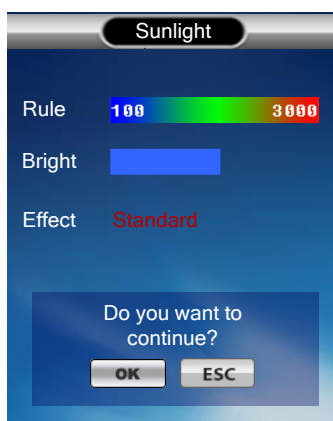 Sunlight
Rule 100 3000
Bright
Effect Standard
Do you want to
continue?
OK ESC